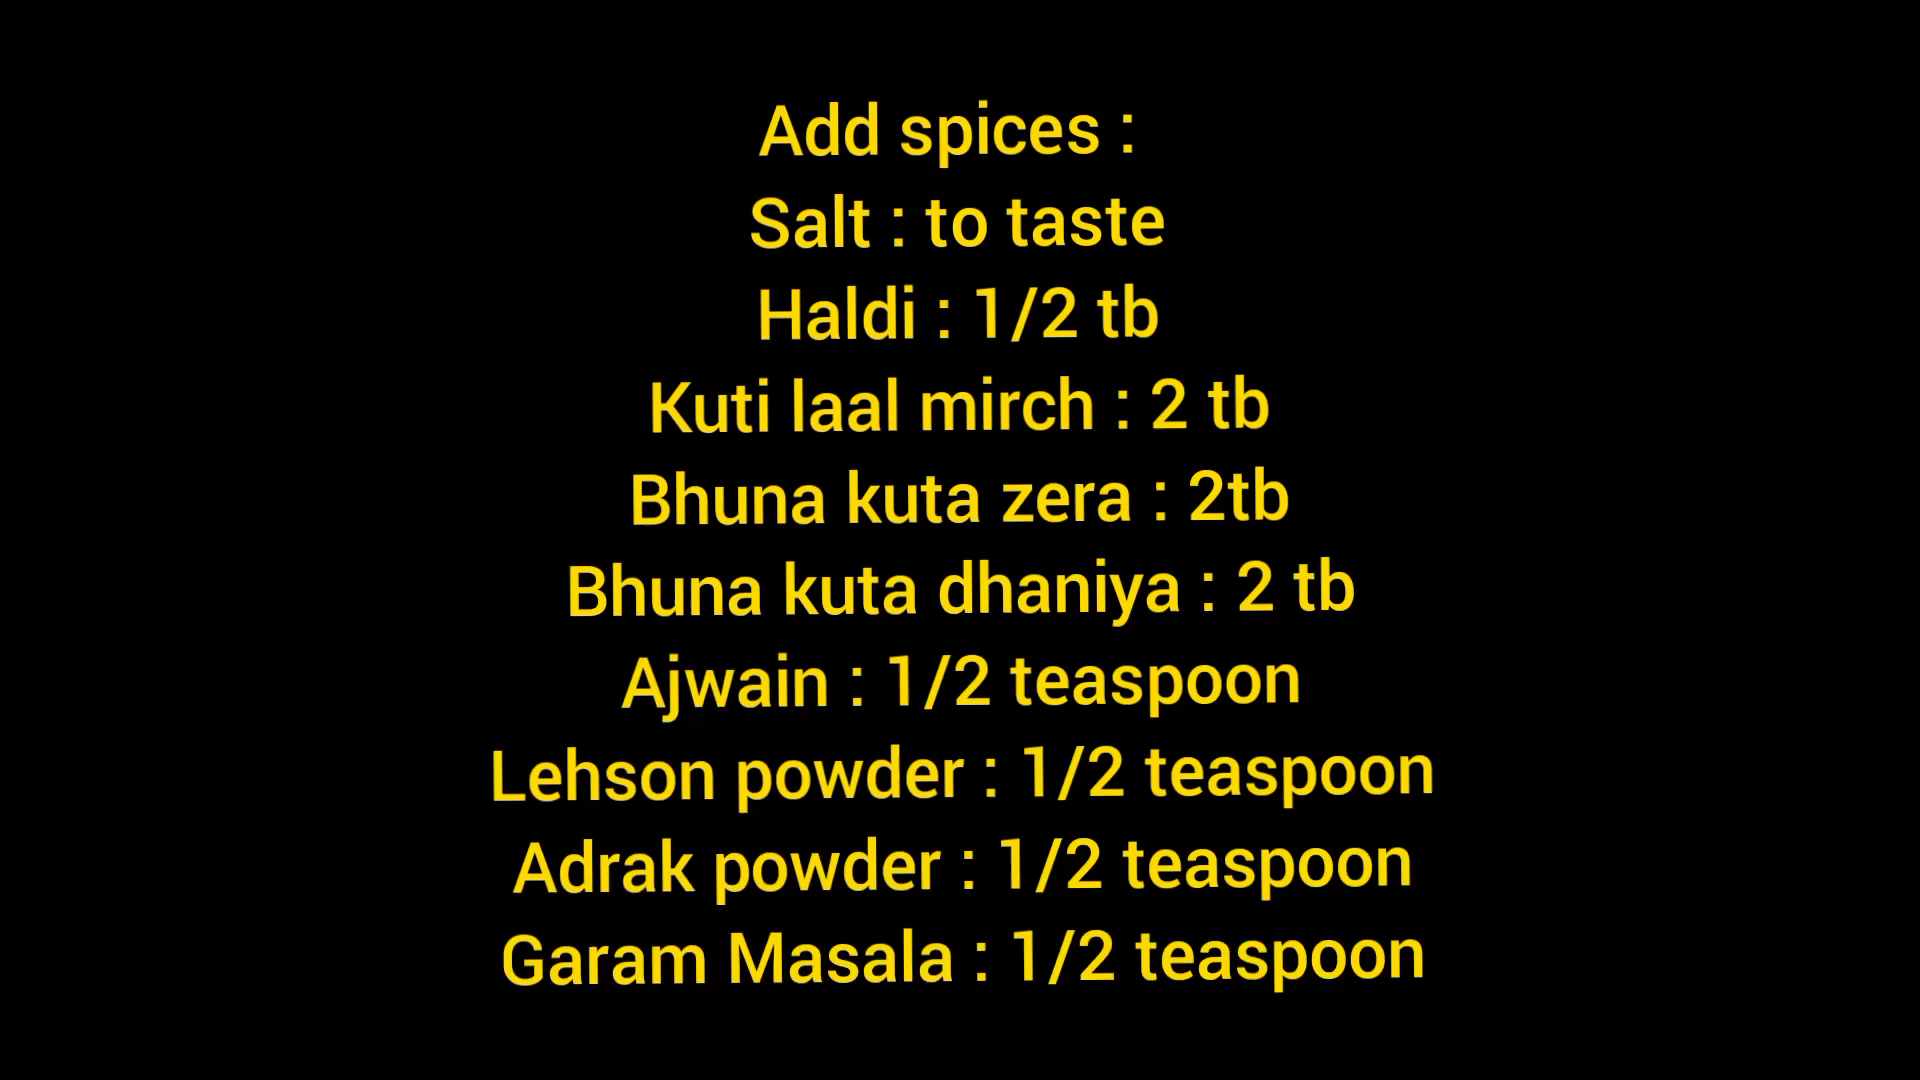 Add spices :
Salt : to taste
Haldi : 1/2 tb
Kuti laal mirch : 2 tb
Bhuna kuta zera : 2tb
Bhuna kuta dhaniya : 2 tb
Ajwain : 1/2 teaspoon
Lehson powder : 1/2 teaspoon
Adrak powder : 1/2 teaspoon
Garam Masala : 1/2 teaspoon